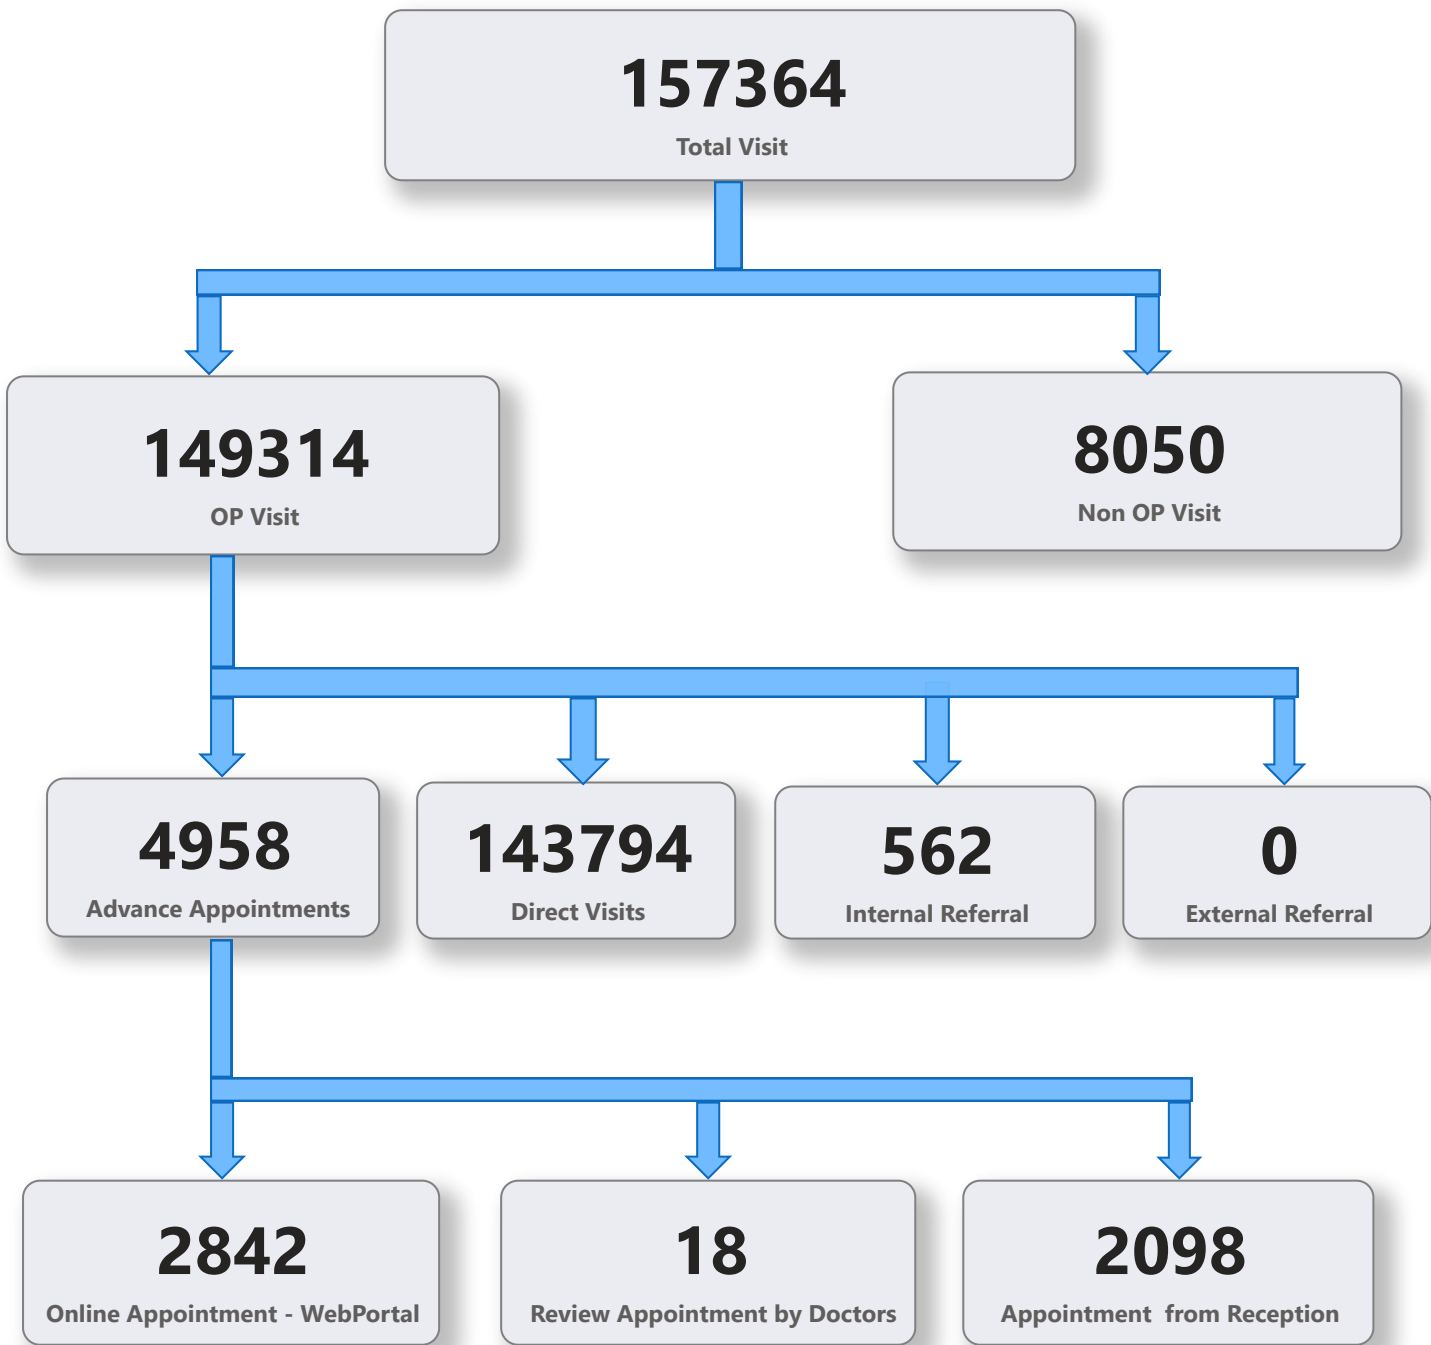 157364
Total Visit
149314
OP Visit
8050
Non OP Visit
4958
Advance Appointments
143794
Direct Visits
562
Internal Referral
0
External Referral
2842
Online Appointment - WebPortal
18
Review Appointment by Doctors
2098
Appointment  from Reception